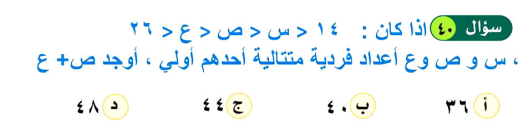 سؤال ٤٠ اذا كان : ١٤ < س < ص < ع < ٢٦
، س و ص وع أعداد فردية متتالية أحدهم أولي ، أوجد ص+ ع
أ ٣٦ ب ٤٠ ج ٤٤ د ٤٨